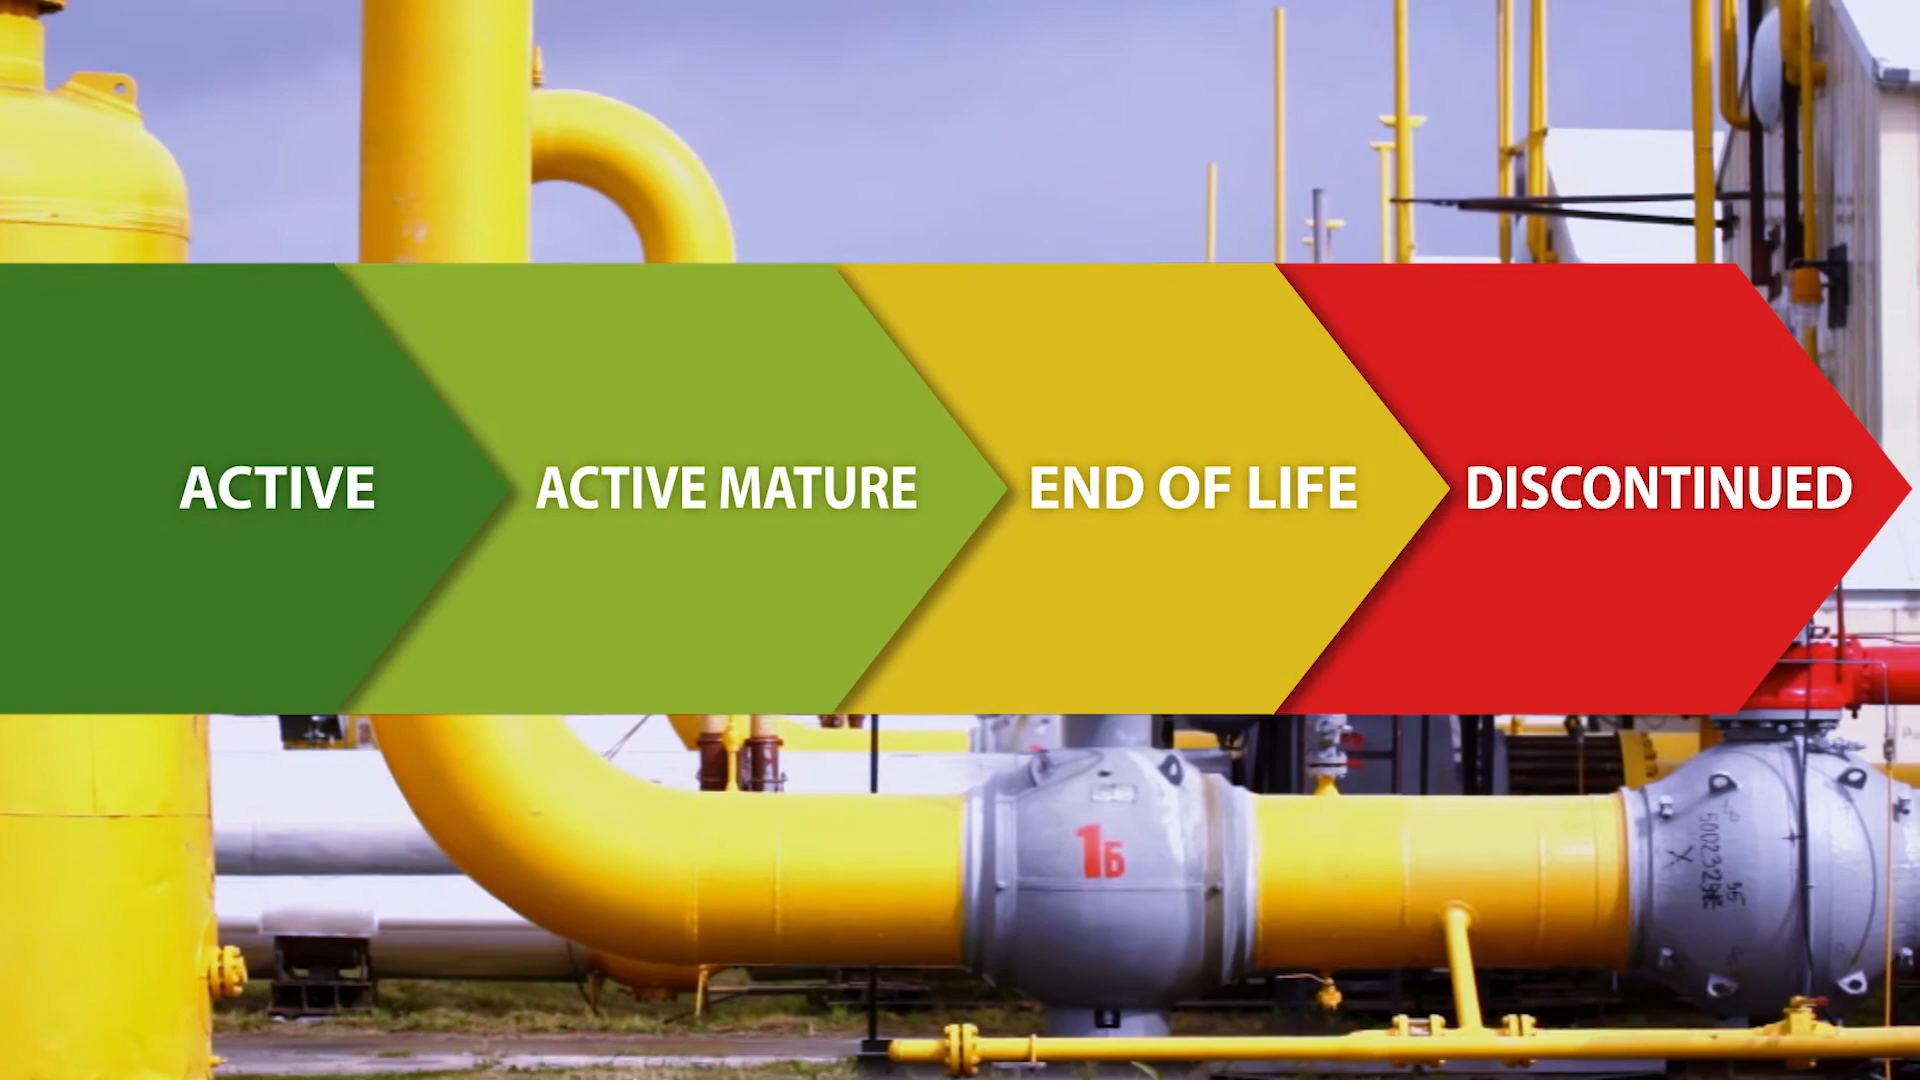 ACTIVE
ACTIVE MATURE
END OF LIFE
DISCONTINUED
1Б